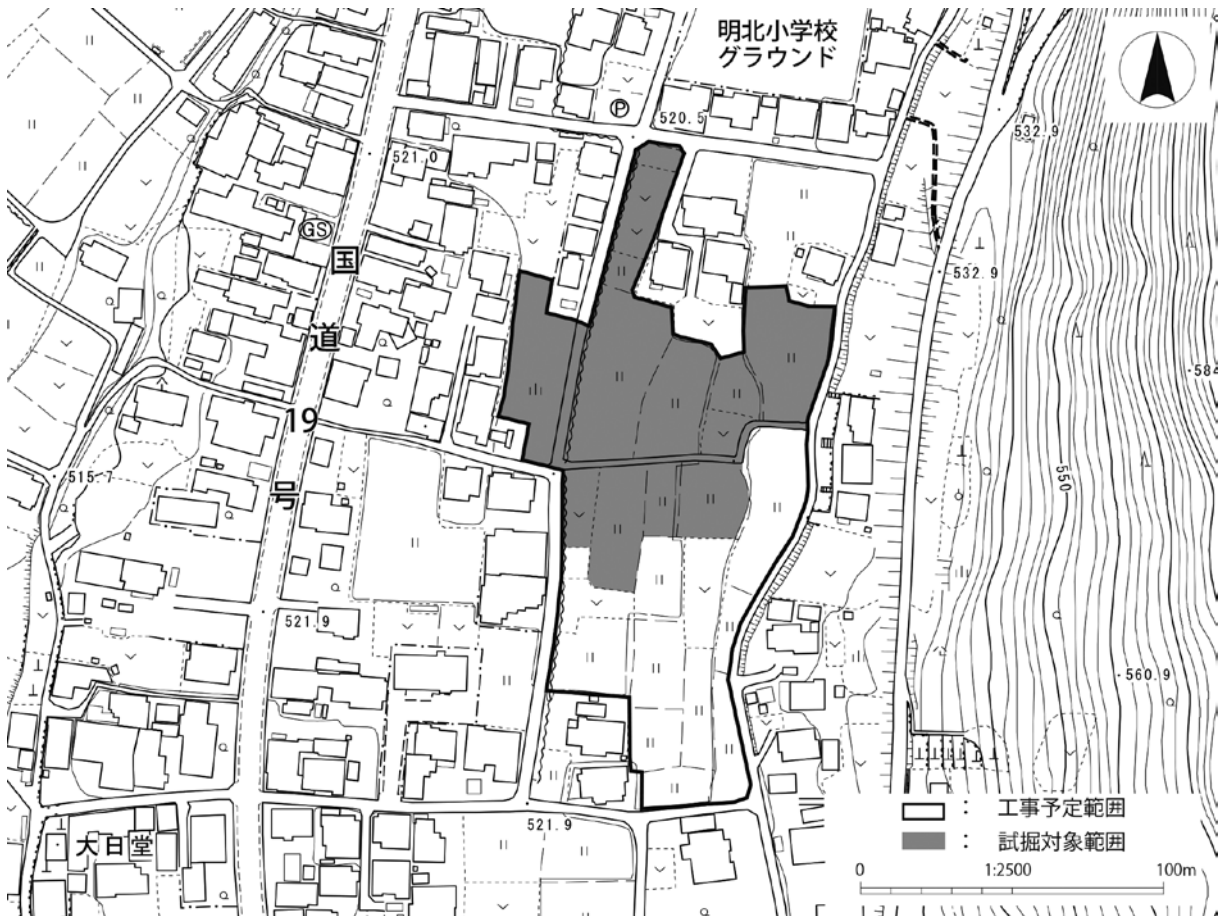 明北小学校
グラウンド
P
520.5
532.9
521.0
GS
国
道
19
号
532.9
584
550
515.7
521.9
560.9
521.9
大日堂
： 工事予定範囲
： 試掘対象範囲
0 1:2500 100m